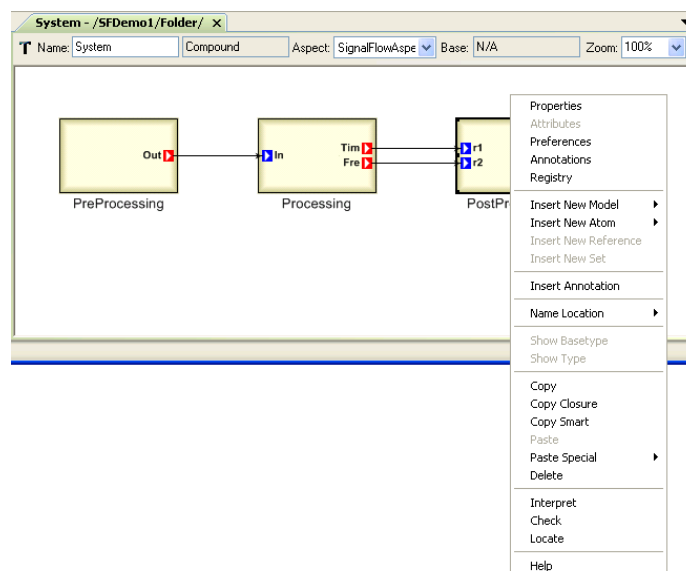 System - /SFDemo1/Folder/ x
T Name: System Compound Aspect: SignalFlowAspe Base: N/A Zoom: 100%
Out In Tim r1
Fre r2
PreProcessing Processing PostPr
Properties
Attributes
Preferences
Annotations
Registry
Insert New Model
Insert New Atom
Insert New Reference
Insert New Set
Insert Annotation
Name Location
Show Basetype
Show Type
Copy
Copy Closure
Copy Smart
Paste
Paste Special
Delete
Interpret
Check
Locate
Help